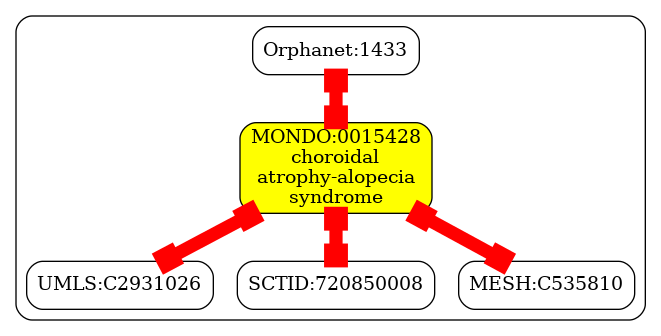 Orphanet:1433
MONDO:0015428
choroidal
atrophy-alopecia
syndrome
UMLS:C2931026
SCTID:720850008
MESH:C535810